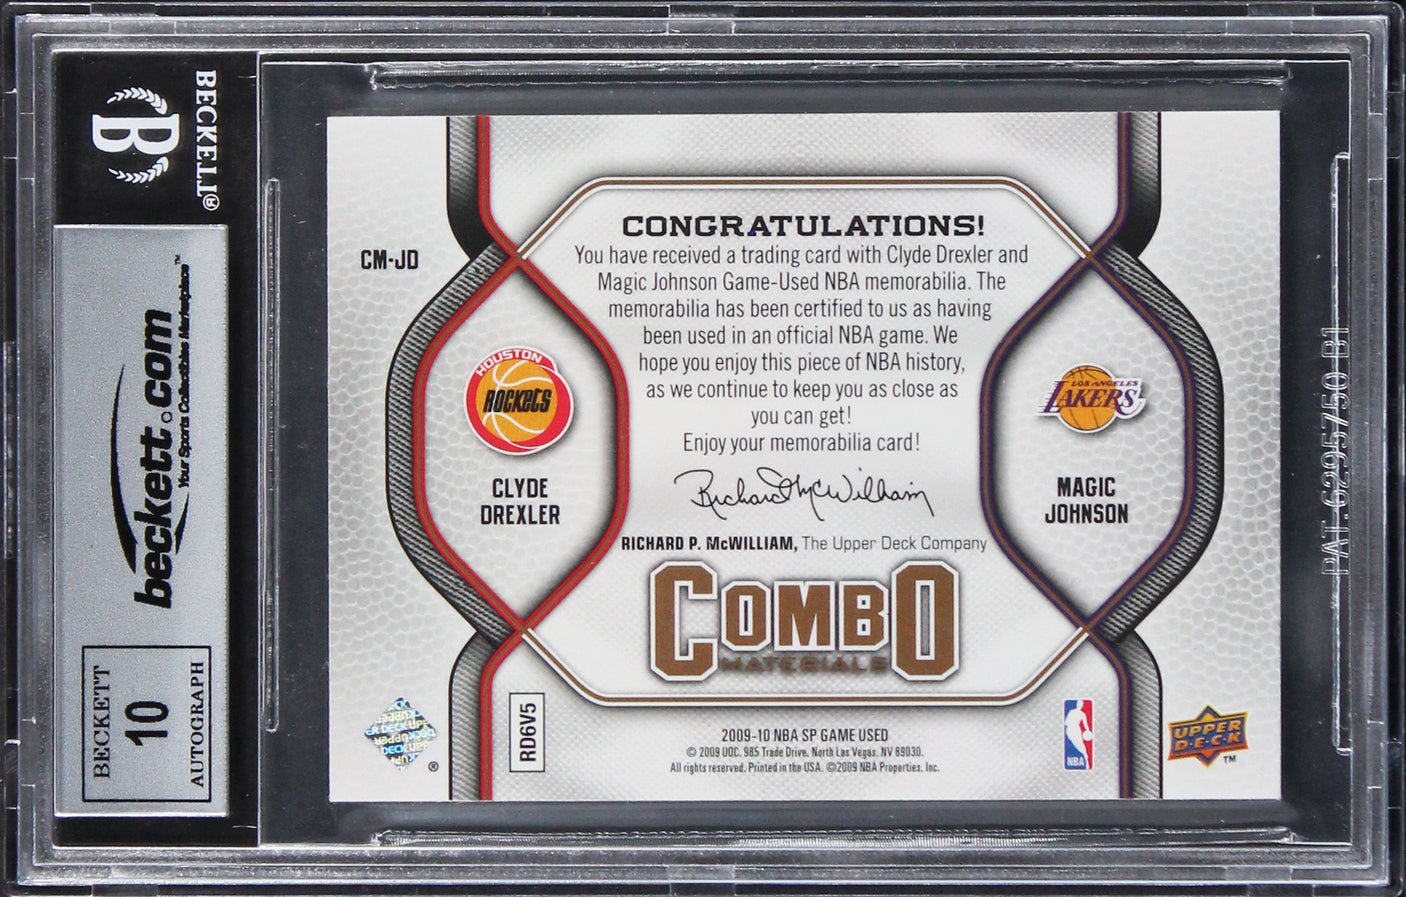 BECKETT®
B
beckett.com™
Your Sports Collectibles Marketplace
BECKETT
10
AUTOGRAPH
CM-JD
CONGRATULATIONS!
You have received a trading card with Clyde Drexler and
Magic Johnson Game-Used NBA memorabilia. The
memorabilia has been certified to us as having
been used in an official NBA game. We
hope you enjoy this piece of NBA history,
as we continue to keep you as close as
you can get!
Enjoy your memorabilia card!
Richard McWilliam
RICHARD P. McWILLIAM, The Upper Deck Company
HOUSTON
ROCKETS
CLYDE
DREXLER
LOS ANGELES
LAKERS
MAGIC
JOHNSON
COMBO
MATERIALS
RD6V5
2009-10 NBA SP GAME USED
© 2009 UDC. 985 Trade Drive, North Las Vegas, NV 89030.
All rights reserved. Printed in the USA. ©2009 NBA Properties, Inc.
NBA
UPPER
D·E·C·K
™
®
PAT. 6295750 B1